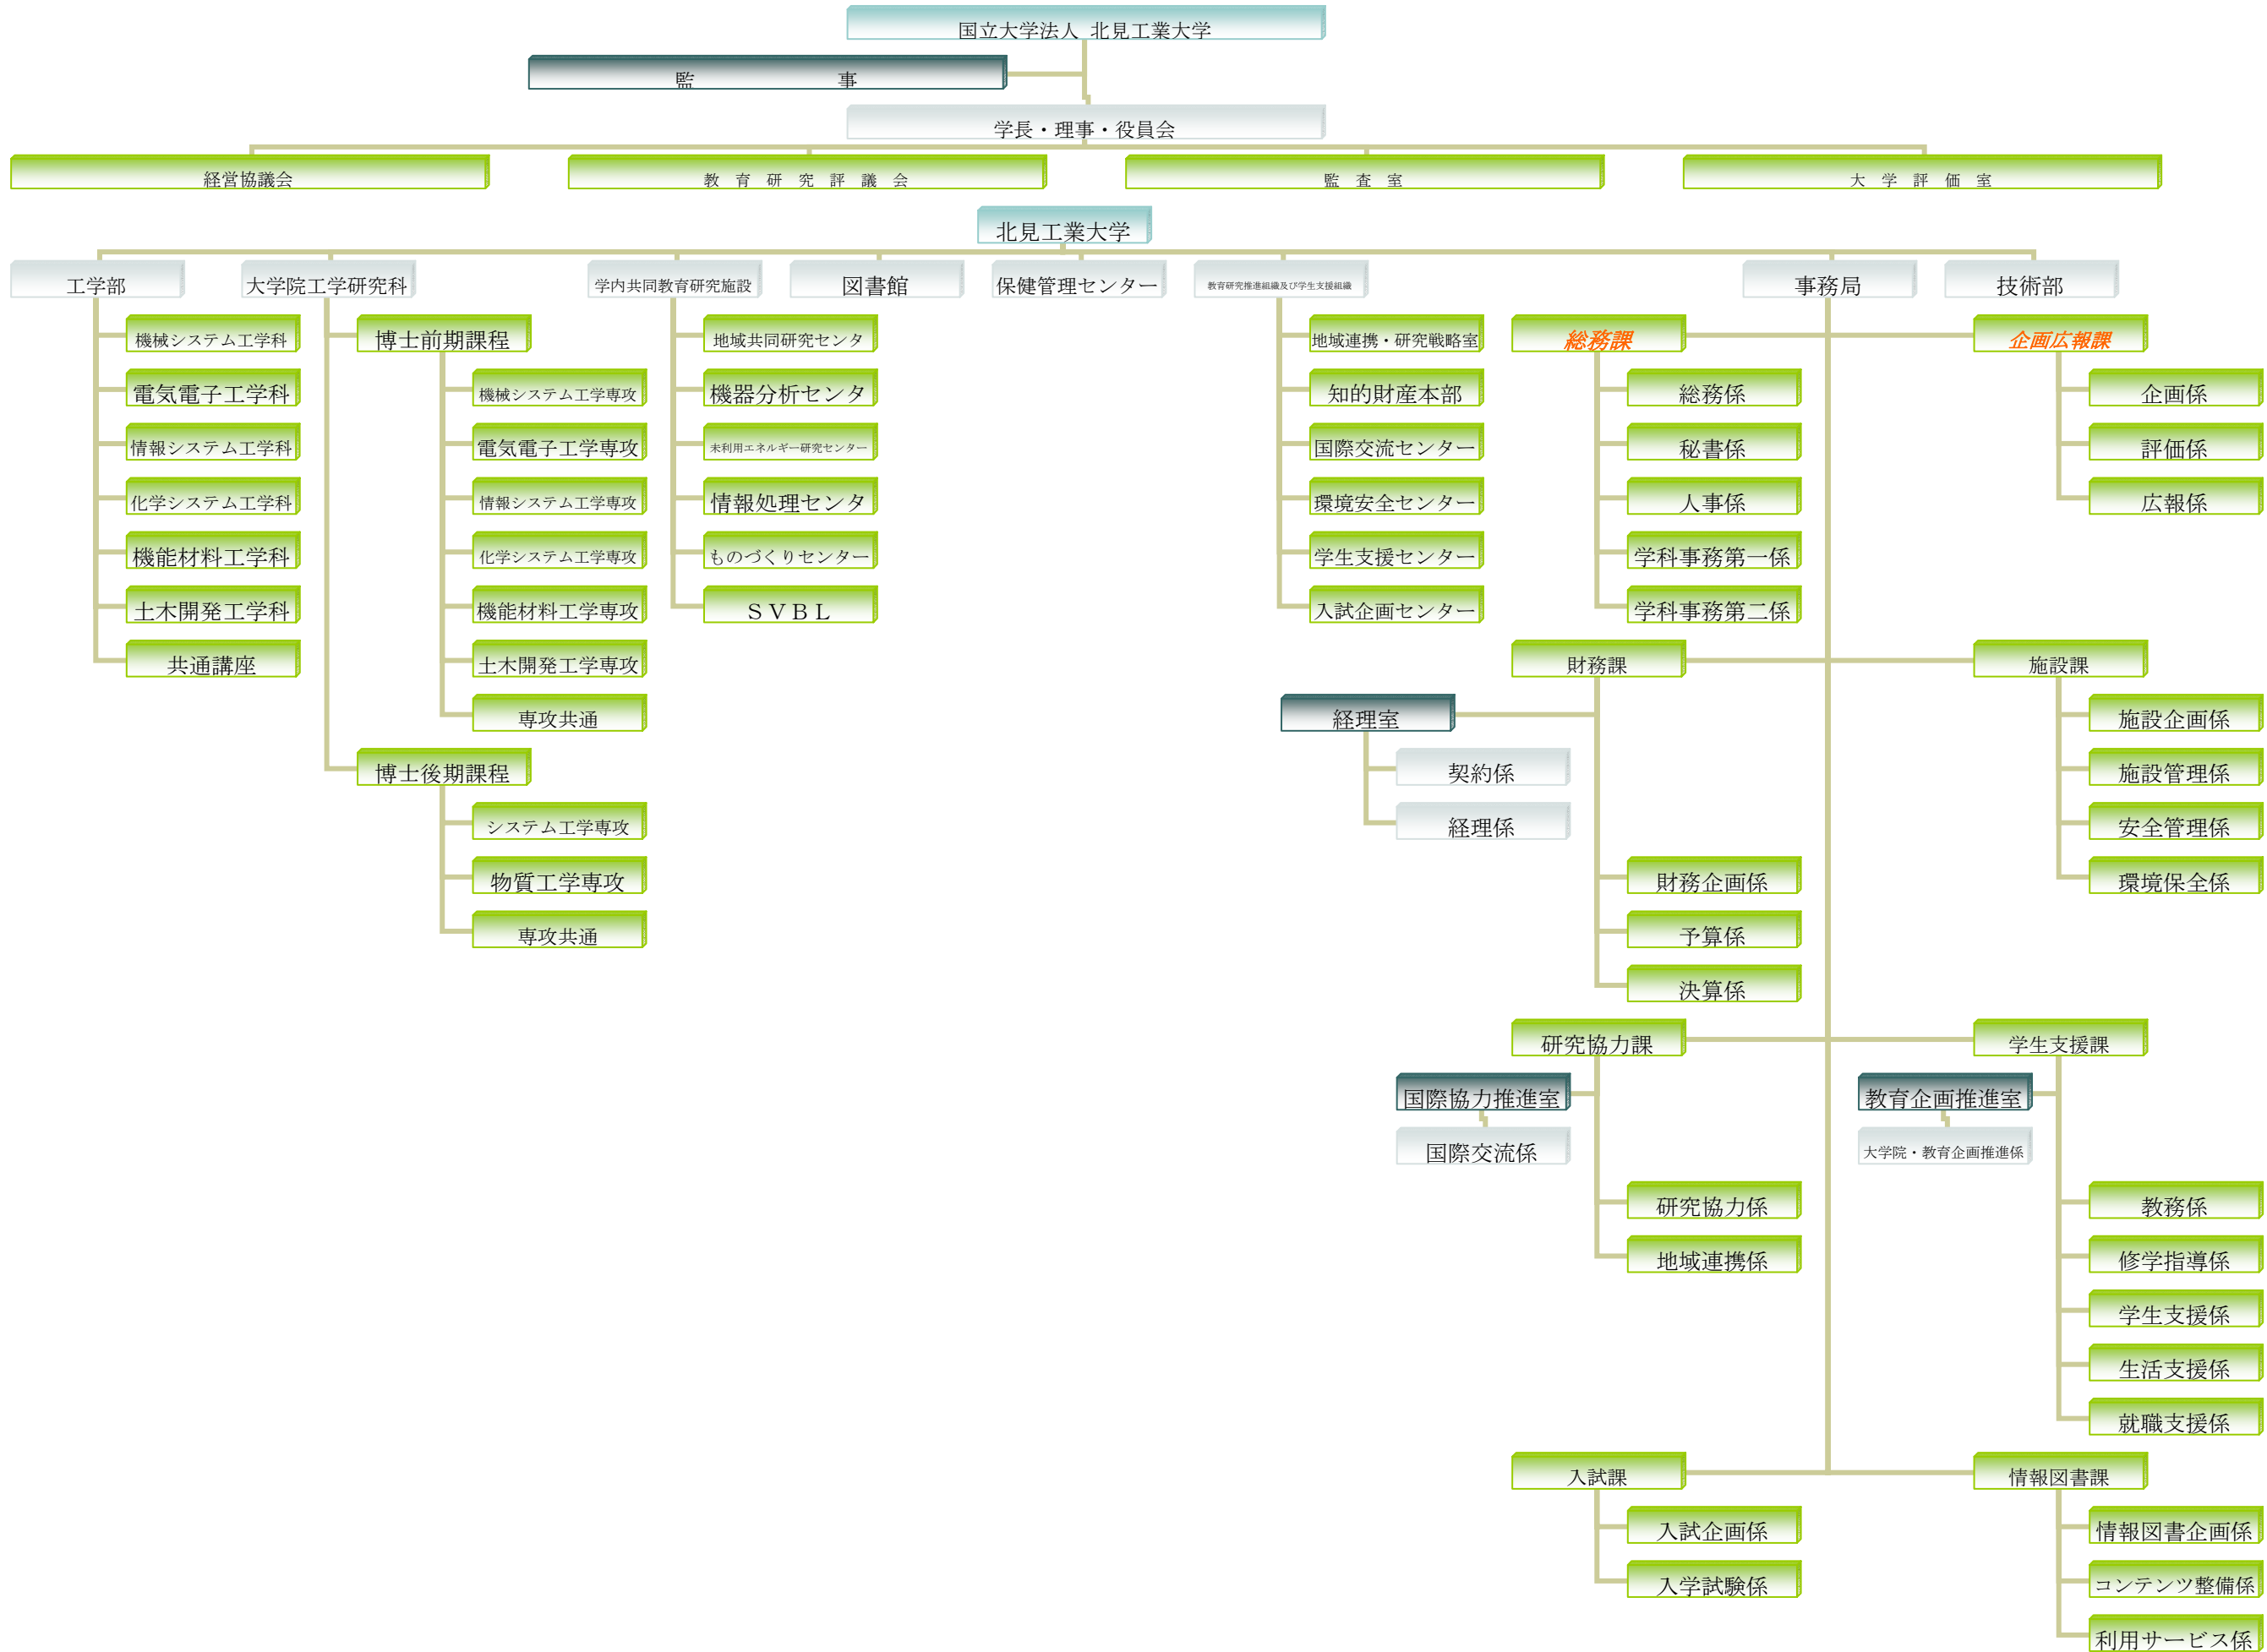 国立大学法人 北見工業大学
監 事
学長・理事・役員会
経営協議会
教 育 研 究 評 議 会
監 査 室
大 学 評 価 室
北見工業大学
工学部
大学院工学研究科
学内共同教育研究施設
図書館
保健管理センター
教育研究推進組織及び学生支援組織
事務局
技術部
機械システム工学科
電気電子工学科
情報システム工学科
化学システム工学科
機能材料工学科
土木開発工学科
共通講座
博士前期課程
機械システム工学専攻
電気電子工学専攻
情報システム工学専攻
化学システム工学専攻
機能材料工学専攻
土木開発工学専攻
専攻共通
博士後期課程
システム工学専攻
物質工学専攻
専攻共通
地域共同研究センタ
機器分析センタ
未利用エネルギー研究センター
情報処理センタ
ものづくりセンター
ＳＶＢＬ
地域連携・研究戦略室
知的財産本部
国際交流センター
環境安全センター
学生支援センター
入試企画センター
総務課
総務係
秘書係
人事係
学科事務第一係
学科事務第二係
企画広報課
企画係
評価係
広報係
財務課
経理室
契約係
経理係
財務企画係
予算係
決算係
施設課
施設企画係
施設管理係
安全管理係
環境保全係
研究協力課
国際協力推進室
国際交流係
研究協力係
地域連携係
学生支援課
教育企画推進室
大学院・教育企画推進係
教務係
修学指導係
学生支援係
生活支援係
就職支援係
入試課
入試企画係
入学試験係
情報図書課
情報図書企画係
コンテンツ整備係
利用サービス係